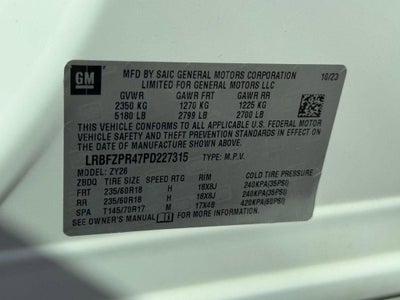 GM
MFD BY SAIC GENERAL MOTORS CORPORATION 10/23
LIMITED FOR GENERAL MOTORS LLC
GVWR GAWR FRT GAWR RR
2350 KG 1270 KG 1225 KG
5180 LB 2799 LB 2700 LB
THIS VEHICLE CONFORMS TO ALL APPLICABLE U.S. FEDERAL
MOTOR VEHICLE SAFETY AND THEFT PREVENTION STANDARDS IN EFFECT ON
DATE OF MANUFACTURE SHOWN ABOVE.
LRBFZPR47PD227315 TYPE: M.P.V.
MODEL: ZY26
ZBDQ TIRE SIZE SPEED RTG RIM COLD TIRE PRESSURE
FRT 235/60R18 H 18X8J 240KPA(35PSI)
RR 235/60R18 H 18X8J 240KPA(35PSI)
SPA T145/70R17 M 17X4B 420KPA(60PSI)
SEE OWNER'S MANUAL FOR ADDITIONAL INFORMATION